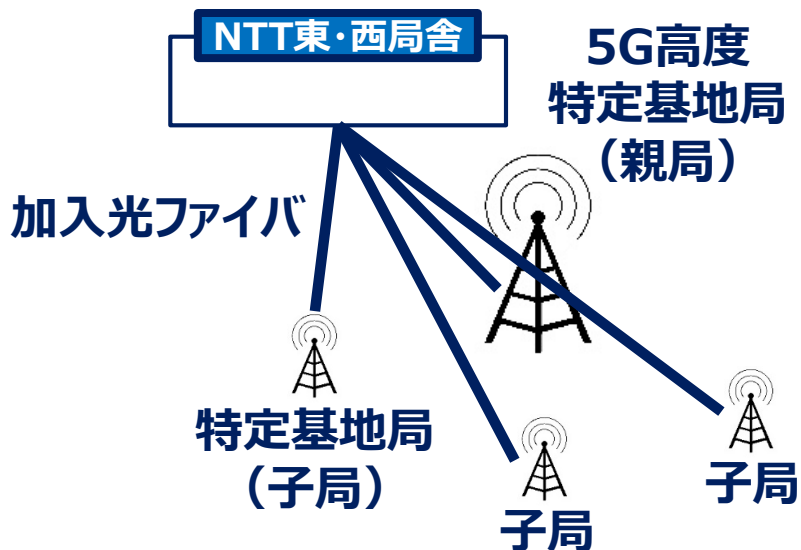 NTT東・西局舎
5G高度
特定基地局
（親局）
加入光ファイバ
特定基地局
（子局）
子局
子局